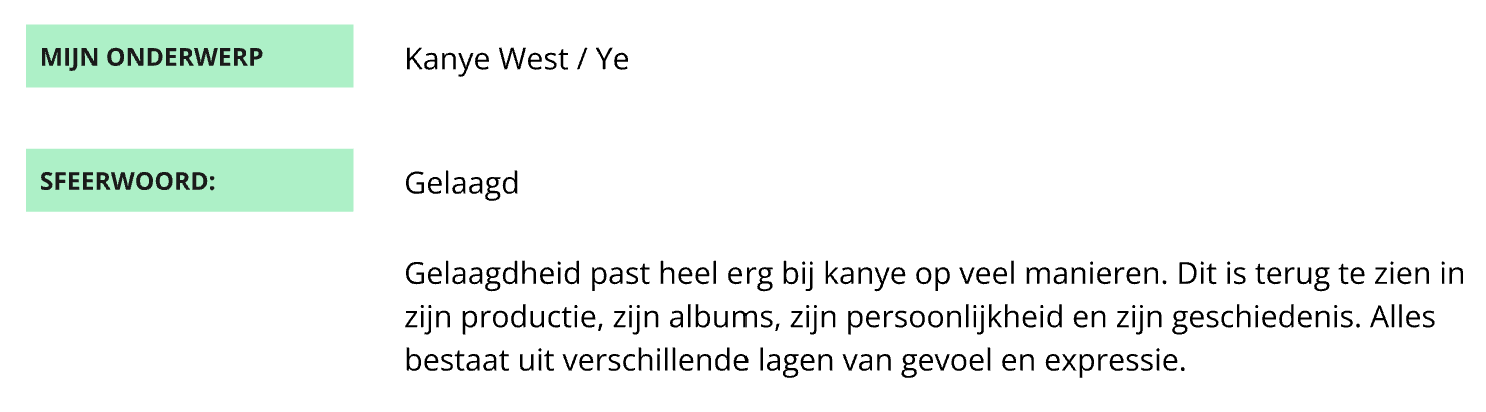 MIJN ONDERWERP
Kanye West / Ye
SFEERWOORD:
Gelaagd
Gelaagdheid past heel erg bij kanye op veel manieren. Dit is terug te zien in
zijn productie, zijn albums, zijn persoonlijkheid en zijn geschiedenis. Alles
bestaat uit verschillende lagen van gevoel en expressie.